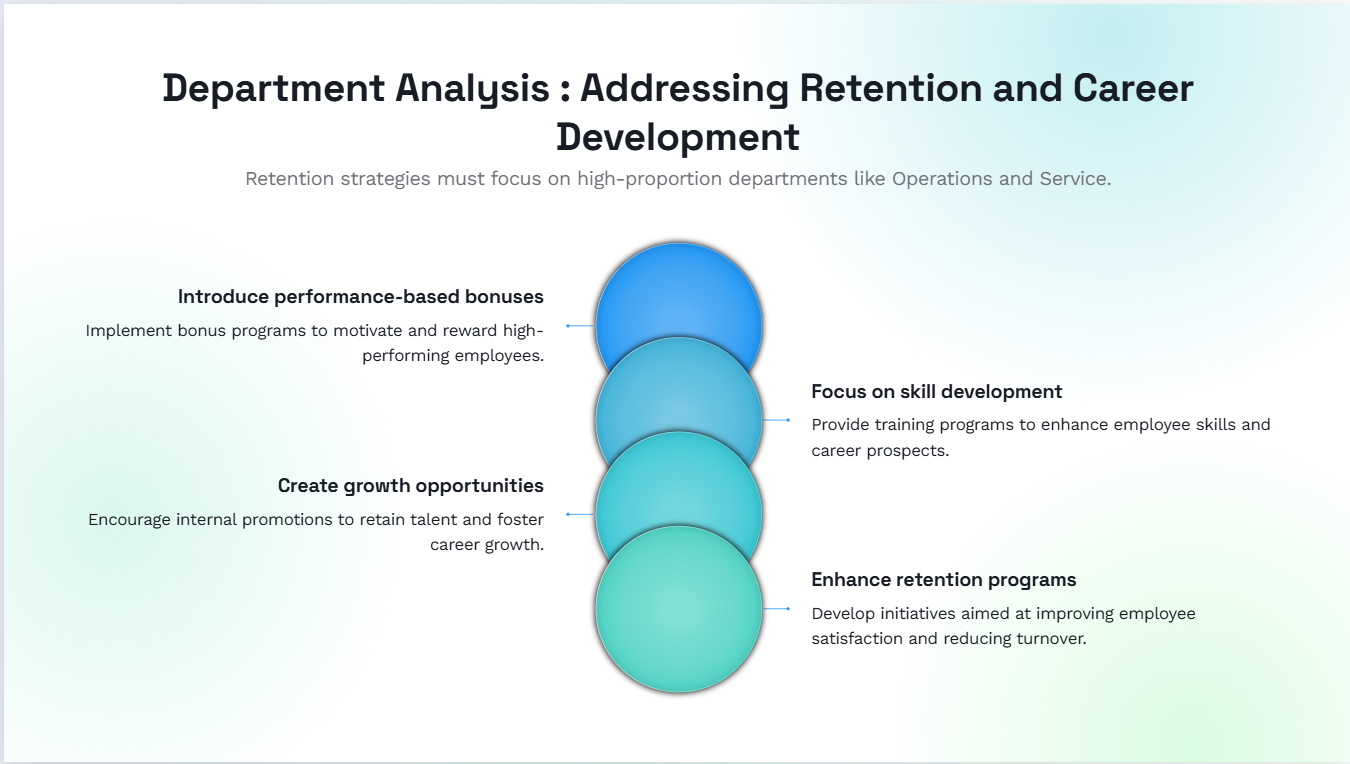 Department Analysis : Addressing Retention and Career
Development
Retention strategies must focus on high-proportion departments like Operations and Service.
Introduce performance-based bonuses
Implement bonus programs to motivate and reward high-
performing employees.
Focus on skill development
Provide training programs to enhance employee skills and
career prospects.
Create growth opportunities
Encourage internal promotions to retain talent and foster
career growth.
Enhance retention programs
Develop initiatives aimed at improving employee
satisfaction and reducing turnover.